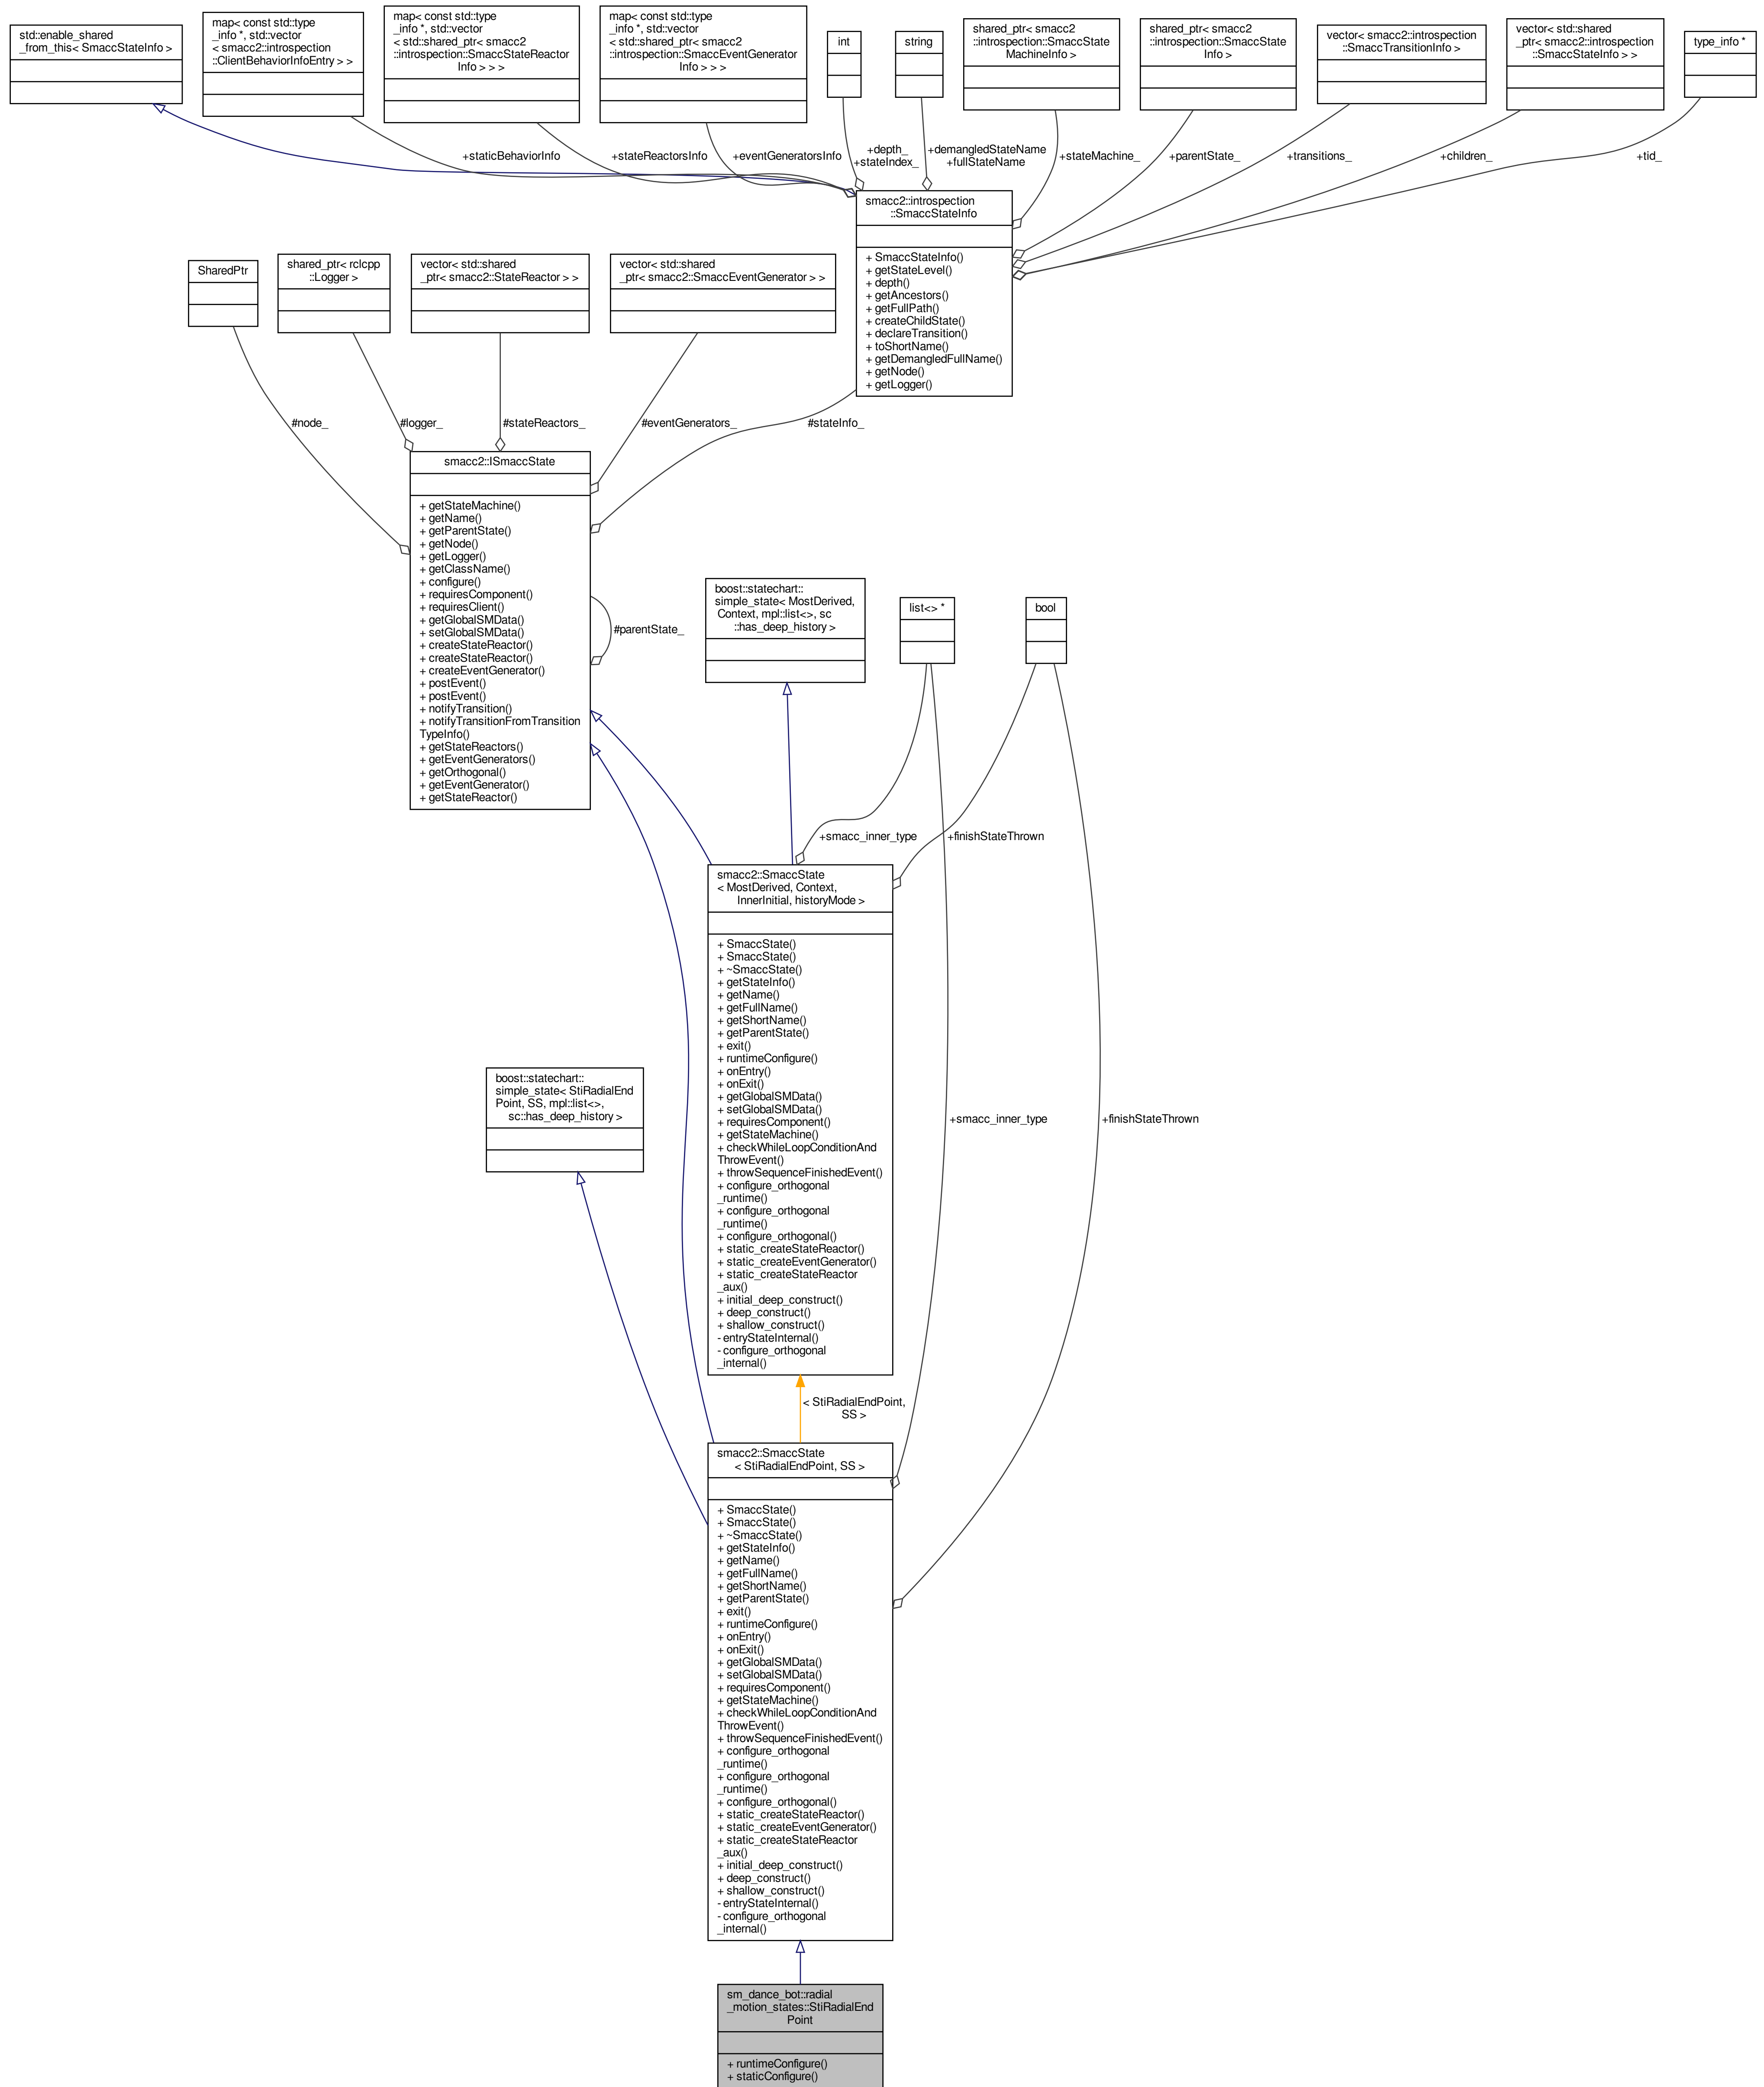 std::enable_shared
_from_this< SmaccStateInfo >
map< const std::type
_info *, std::vector
< smacc2::introspection
::ClientBehaviorInfoEntry > >
map< const std::type
_info *, std::vector
< std::shared_ptr< smacc2
::introspection::SmaccStateReactor
Info > > >
map< const std::type
_info *, std::vector
< std::shared_ptr< smacc2
::introspection::SmaccEventGenerator
Info > > >
int
string
shared_ptr< smacc2
::introspection::SmaccState
MachineInfo >
shared_ptr< smacc2
::introspection::SmaccState
Info >
vector< smacc2::introspection
::SmaccTransitionInfo >
vector< std::shared
_ptr< smacc2::introspection
::SmaccStateInfo > >
type_info *
+staticBehaviorInfo
+stateReactorsInfo
+eventGeneratorsInfo
+depth_
+stateIndex_
+demangledStateName
+fullStateName
+stateMachine_
+parentState_
+transitions_
+children_
+tid_
smacc2::introspection
::SmaccStateInfo
+ SmaccStateInfo()
+ getStateLevel()
+ depth()
+ getAncestors()
+ getFullPath()
+ createChildState()
+ declareTransition()
+ toShortName()
+ getDemangledFullName()
+ getNode()
+ getLogger()
SharedPtr
shared_ptr< rclcpp
::Logger >
vector< std::shared
_ptr< smacc2::StateReactor > >
vector< std::shared
_ptr< smacc2::SmaccEventGenerator > >
#node_
#logger_
#stateReactors_
#eventGenerators_
#stateInfo_
smacc2::ISmaccState
+ getStateMachine()
+ getName()
+ getParentState()
+ getNode()
+ getLogger()
+ getClassName()
+ configure()
+ requiresComponent()
+ requiresClient()
+ getGlobalSMData()
+ setGlobalSMData()
+ createStateReactor()
+ createStateReactor()
+ createEventGenerator()
+ postEvent()
+ postEvent()
+ notifyTransition()
+ notifyTransitionFromTransition
TypeInfo()
+ getStateReactors()
+ getEventGenerators()
+ getOrthogonal()
+ getEventGenerator()
+ getStateReactor()
#parentState_
boost::statechart::
simple_state< MostDerived,
Context, mpl::list<>, sc
::has_deep_history >
list<> *
bool
+smacc_inner_type
+finishStateThrown
smacc2::SmaccState
< MostDerived, Context,
InnerInitial, historyMode >
+ SmaccState()
+ SmaccState()
+ ~SmaccState()
+ getStateInfo()
+ getName()
+ getFullName()
+ getShortName()
+ getParentState()
+ exit()
+ runtimeConfigure()
+ onEntry()
+ onExit()
+ getGlobalSMData()
+ setGlobalSMData()
+ requiresComponent()
+ getStateMachine()
+ checkWhileLoopConditionAnd
ThrowEvent()
+ throwSequenceFinishedEvent()
+ configure_orthogonal
_runtime()
+ configure_orthogonal
_runtime()
+ configure_orthogonal()
+ static_createStateReactor()
+ static_createEventGenerator()
+ static_createStateReactor
_aux()
+ initial_deep_construct()
+ deep_construct()
+ shallow_construct()
- entryStateInternal()
- configure_orthogonal
_internal()
boost::statechart::
simple_state< StiRadialEnd
Point, SS, mpl::list<>,
sc::has_deep_history >
+smacc_inner_type
+finishStateThrown
< StiRadialEndPoint,
SS >
smacc2::SmaccState
< StiRadialEndPoint, SS >
+ SmaccState()
+ SmaccState()
+ ~SmaccState()
+ getStateInfo()
+ getName()
+ getFullName()
+ getShortName()
+ getParentState()
+ exit()
+ runtimeConfigure()
+ onEntry()
+ onExit()
+ getGlobalSMData()
+ setGlobalSMData()
+ requiresComponent()
+ getStateMachine()
+ checkWhileLoopConditionAnd
ThrowEvent()
+ throwSequenceFinishedEvent()
+ configure_orthogonal
_runtime()
+ configure_orthogonal
_runtime()
+ configure_orthogonal()
+ static_createStateReactor()
+ static_createEventGenerator()
+ static_createStateReactor
_aux()
+ initial_deep_construct()
+ deep_construct()
+ shallow_construct()
- entryStateInternal()
- configure_orthogonal
_internal()
sm_dance_bot::radial
_motion_states::StiRadialEnd
Point
+ runtimeConfigure()
+ staticConfigure()